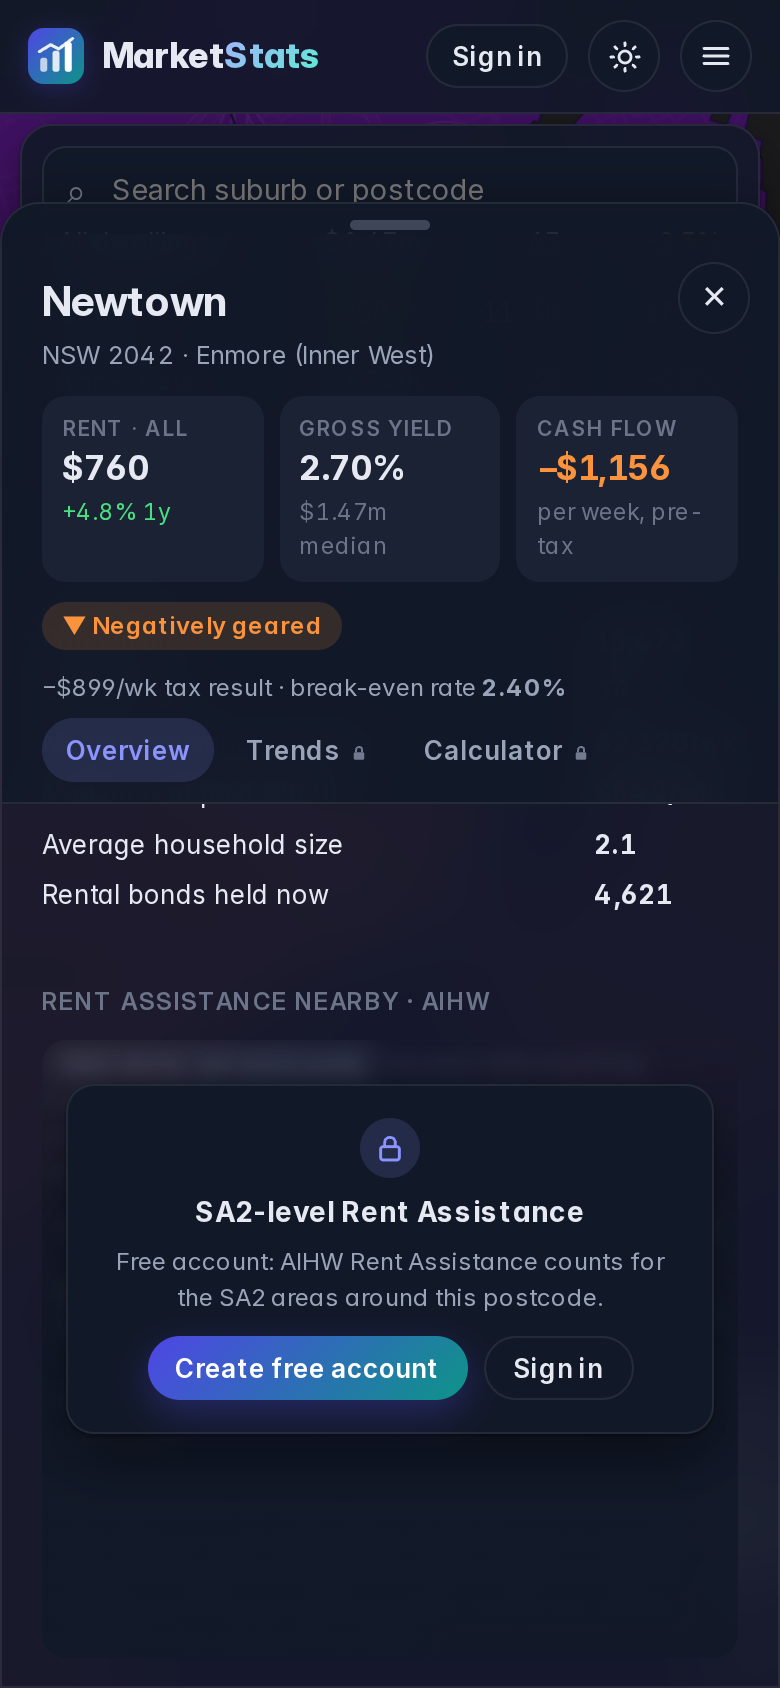 MarketStats
Sign in
Search suburb or postcode
Newtown
NSW 2042 · Enmore (Inner West)
RENT · ALL
$760
+4.8% 1y
GROSS YIELD
2.70%
$1.47m
median
CASH FLOW
−$1,156
per week, pre-
tax
▼ Negatively geared
−$899/wk tax result · break-even rate 2.40%
Overview
Trends
Calculator
Average household size 2.1
Rental bonds held now 4,621
RENT ASSISTANCE NEARBY · AIHW
SA2-level Rent Assistance
Free account: AIHW Rent Assistance counts for
the SA2 areas around this postcode.
Create free account
Sign in